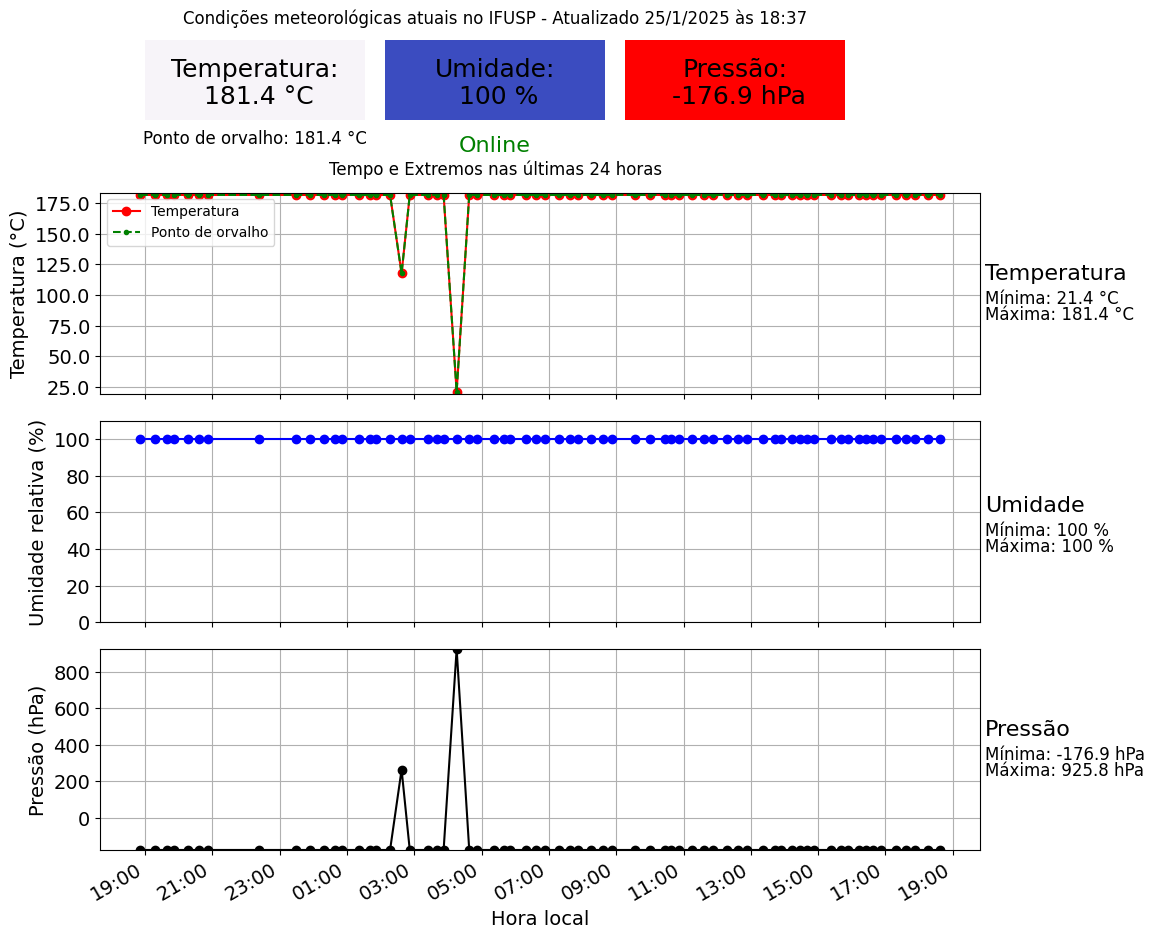 Condições meteorológicas atuais no IFUSP - Atualizado 25/1/2025 às 18:37
Temperatura:
181.4 °C
Umidade:
100 %
Pressão:
-176.9 hPa
Ponto de orvalho: 181.4 °C
Online
Tempo e Extremos nas últimas 24 horas
Temperatura (°C)
175.0
150.0
125.0
100.0
75.0
50.0
25.0
Temperatura
Ponto de orvalho
Temperatura
Mínima: 21.4 °C
Máxima: 181.4 °C
Umidade relativa (%)
100
80
60
40
20
0
Umidade
Mínima: 100 %
Máxima: 100 %
Pressão (hPa)
800
600
400
200
0
Pressão
Mínima: -176.9 hPa
Máxima: 925.8 hPa
19:00 21:00 23:00 01:00 03:00 05:00 07:00 09:00 11:00 13:00 15:00 17:00 19:00
Hora local